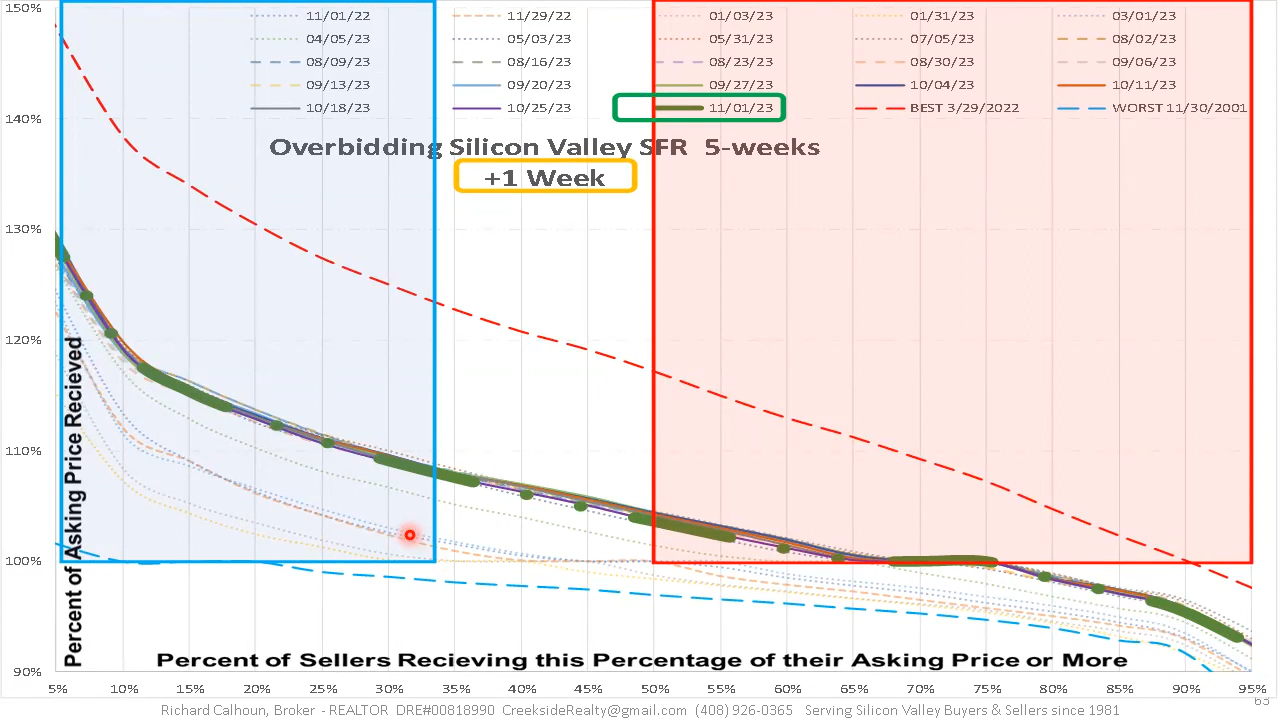 150%
11/01/22 11/29/22 01/03/23 01/31/23 03/01/23
04/05/23 05/03/23 05/31/23 07/05/23 08/02/23
08/09/23 08/16/23 08/23/23 08/30/23 09/06/23
09/13/23 09/20/23 09/27/23 10/04/23 10/11/23
10/18/23 10/25/23 11/01/23 BEST 3/29/2022 WORST 11/30/2001
140%
Overbidding Silicon Valley SFR 5-weeks
+1 Week
130%
120%
110%
100%
90%
Percent of Asking Price Recieved
Percent of Sellers Recieving this Percentage of their Asking Price or More
5% 10% 15% 20% 25% 30% 35% 40% 45% 50% 55% 60% 65% 70% 75% 80% 85% 90% 95%
Richard Calhoun, Broker - REALTOR DRE#00818990 CreeksideRealty@gmail.com (408) 926-0365 Serving Silicon Valley Buyers & Sellers since 1981
63